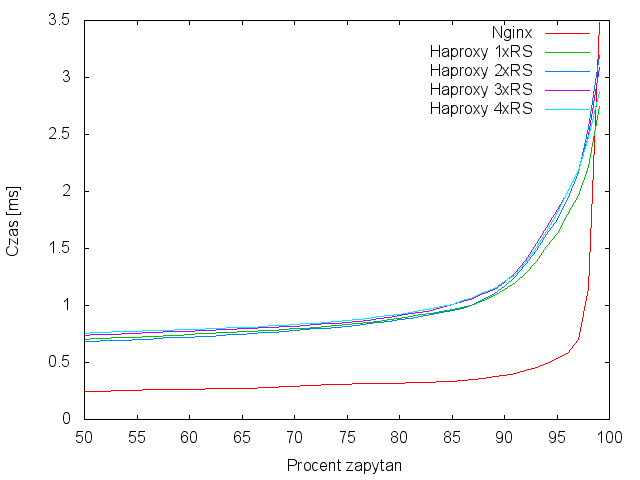 3.5
3
2.5
2
1.5
1
0.5
0
Czas [ms]
Nginx
Haproxy 1xRS
Haproxy 2xRS
Haproxy 3xRS
Haproxy 4xRS
50 55 60 65 70 75 80 85 90 95 100
Procent zapytan